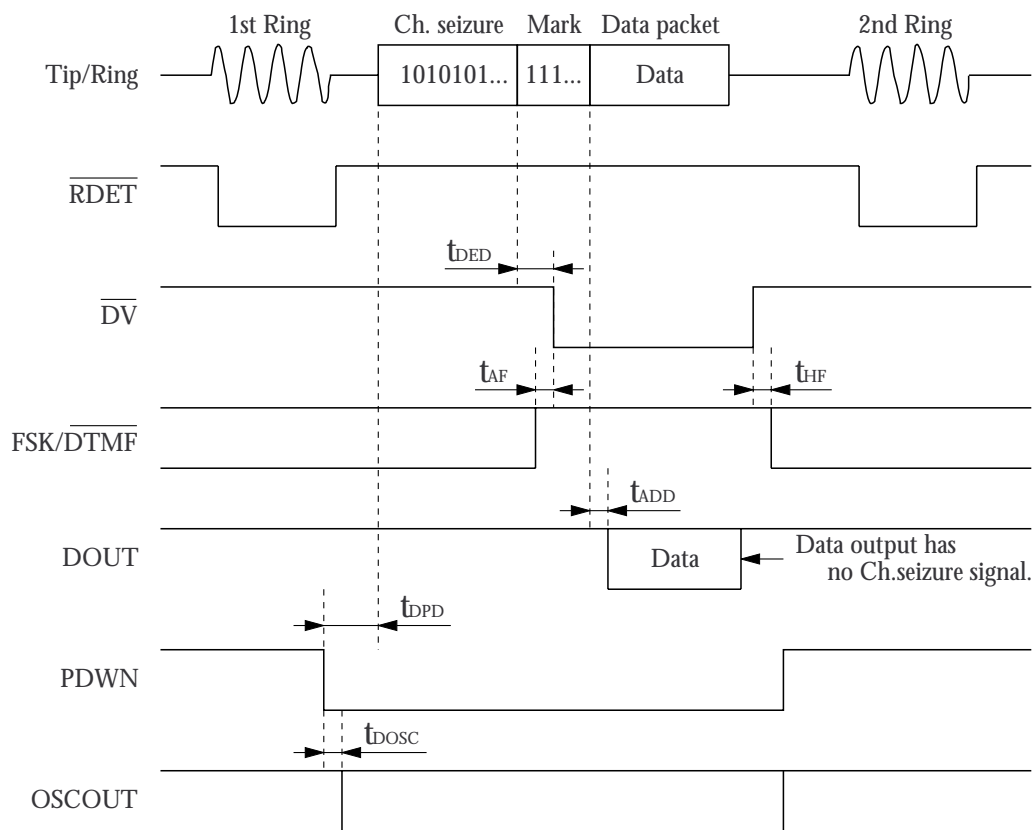 1st Ring Ch. seizure Mark Data packet 2nd Ring
Tip/Ring 1010101... 111... Data
RDET
tDED
DV
tAF tHF
FSK/DTMF
tADD
DOUT Data Data output has
no Ch.seizure signal.
tDPD
PDWN
tDOSC
OSCOUT